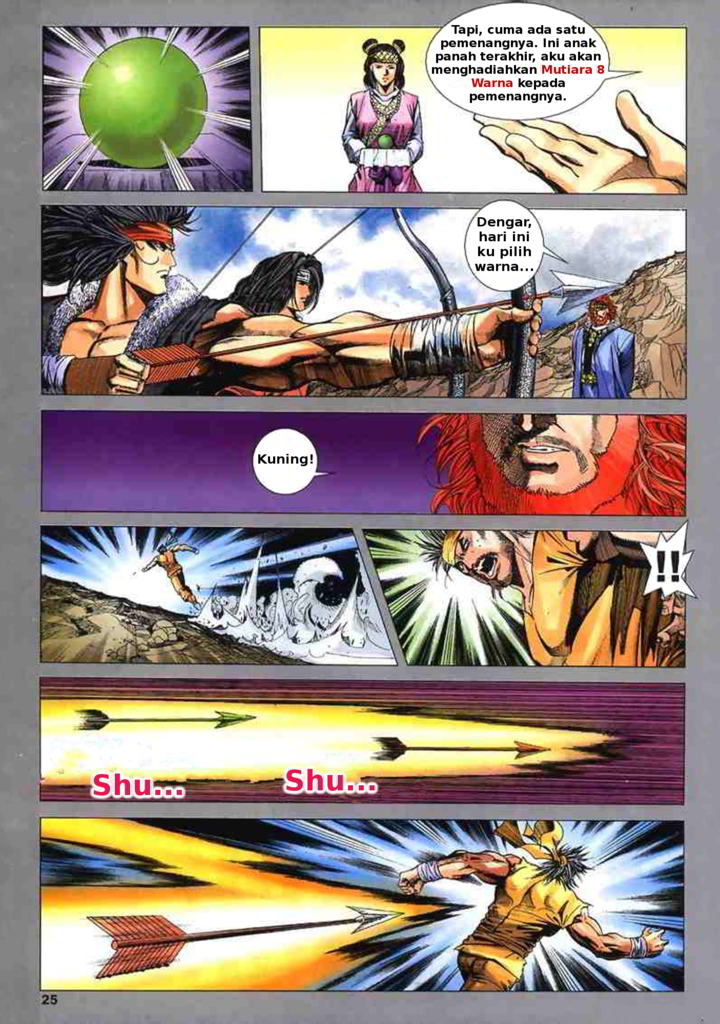 Tapi, cuma ada satu
pemenangnya. Ini anak
panah terakhir, aku akan
menghadiahkan Mutiara 8
Warna kepada
pemenangnya.
Dengar,
hari ini
ku pilih
warna...
Kuning!
!!
Shu...
Shu...
25